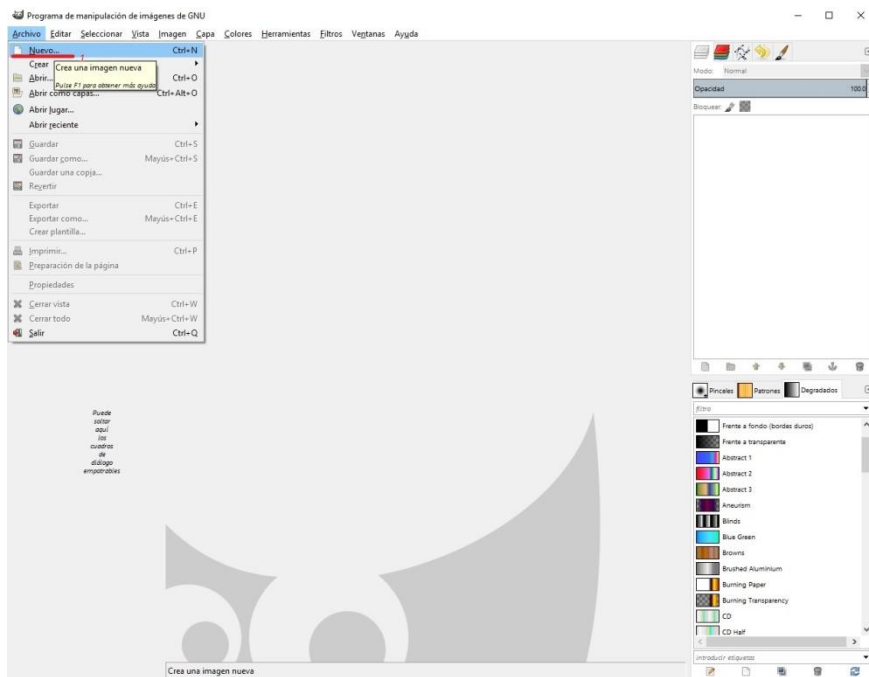 Programa de manipulación de imágenes de GNU
Archivo Editar Seleccionar Vista Imagen Capa Colores Herramientas Filtros Ventanas Ayuda
Nuevo... Ctrl+N
Crear
Crea una imagen nueva
Pulse F1 para obtener más ayuda
Abrir... Ctrl+O
Abrir como capas... Ctrl+Alt+O
Abrir lugar...
Abrir reciente
Guardar Ctrl+S
Guardar como... Mayús+Ctrl+S
Guardar una copia...
Revertir
Exportar Ctrl+E
Exportar como... Mayús+Ctrl+E
Crear plantilla...
Imprimir... Ctrl+P
Preparación de la página
Propiedades
Cerrar vista Ctrl+W
Cerrar todo Mayús+Ctrl+W
Salir Ctrl+Q
Puede
soltar
aquí
los
cuadros
de
diálogo
empotrables
Crea una imagen nueva
Modo: Normal
Opacidad 100.0
Bloquear:
Pinceles Patrones Degradados
filtro
Frente a fondo (bordes duros)
Frente a transparente
Abstract 1
Abstract 2
Abstract 3
Aneurism
Blinds
Blue Green
Browns
Brushed Aluminium
Burning Paper
Burning Transparency
CD
CD Half
introducir etiquetas